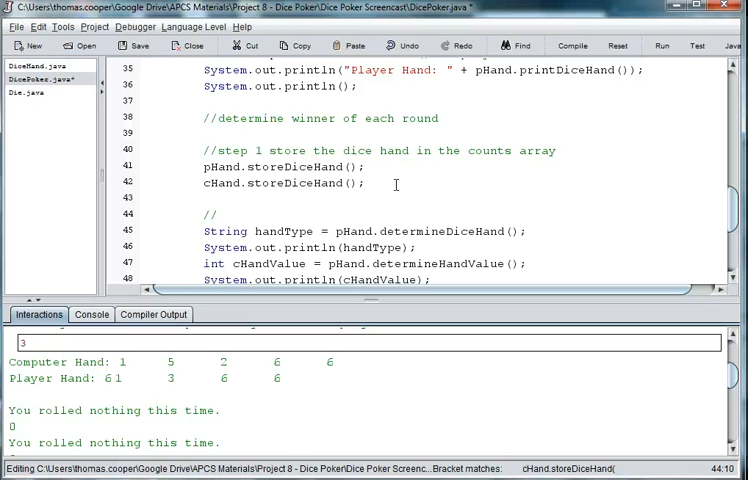 C:\Users\thomas.cooper\Google Drive\APCS Materials\Project 8 - Dice Poker\Dice Poker Screencast\DicePoker.java *
File Edit Tools Project Debugger Language Level Help
New Open Save Close Cut Copy Paste Undo Redo Find Compile Reset Run Test Java
DiceHand.java
DicePoker.java*
Die.java
35 System.out.println("Player Hand: " + pHand.printDiceHand());
36 System.out.println();
37
38 //determine winner of each round
39
40 //step 1 store the dice hand in the counts array
41 pHand.storeDiceHand();
42 cHand.storeDiceHand();
43
44 //
45 String handType = pHand.determineDiceHand();
46 System.out.println(handType);
47 int cHandValue = pHand.determineHandValue();
48 System.out.println(cHandValue);
Interactions Console Compiler Output
3
Computer Hand: 1 5 2 6 6
Player Hand: 6 1 3 6 6
You rolled nothing this time.
0
You rolled nothing this time.
Editing C:\Users\thomas.cooper\Google Drive\APCS Materials\Project 8 - Dice Poker\Dice Poker Screenc...Bracket matches: cHand.storeDiceHand( 44:10